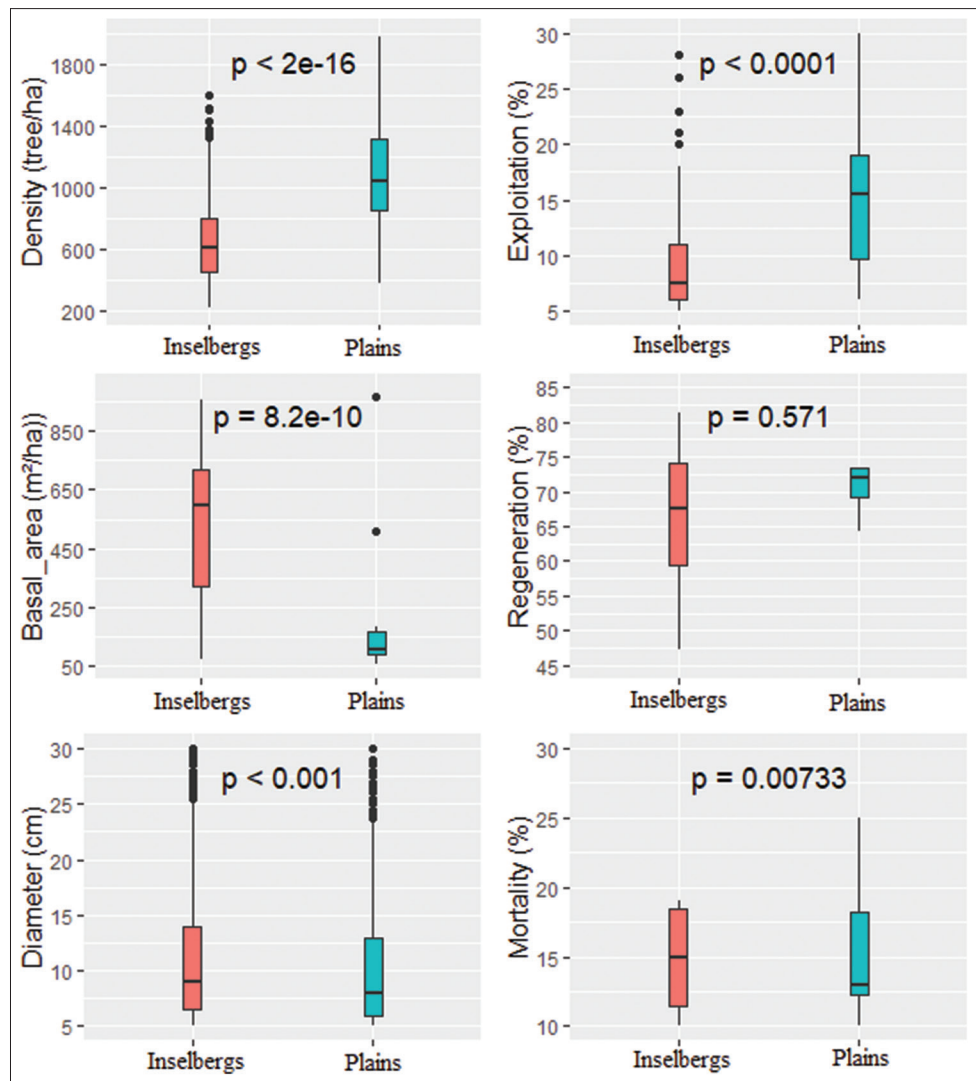 Density (tree/ha)
1800
1400
1000
600
200
p < 2e-16
Inselbergs Plains
Exploitation (%)
30
25
20
15
10
5
p < 0.0001
Inselbergs Plains
Basal_area (m²/ha))
850
650
450
250
50
p = 8.2e-10
Inselbergs Plains
Regeneration (%)
85
80
75
70
65
60
55
50
45
p = 0.571
Inselbergs Plains
Diameter (cm)
30
25
20
15
10
5
p < 0.001
Inselbergs Plains
Mortality (%)
30
25
20
15
10
p = 0.00733
Inselbergs Plains